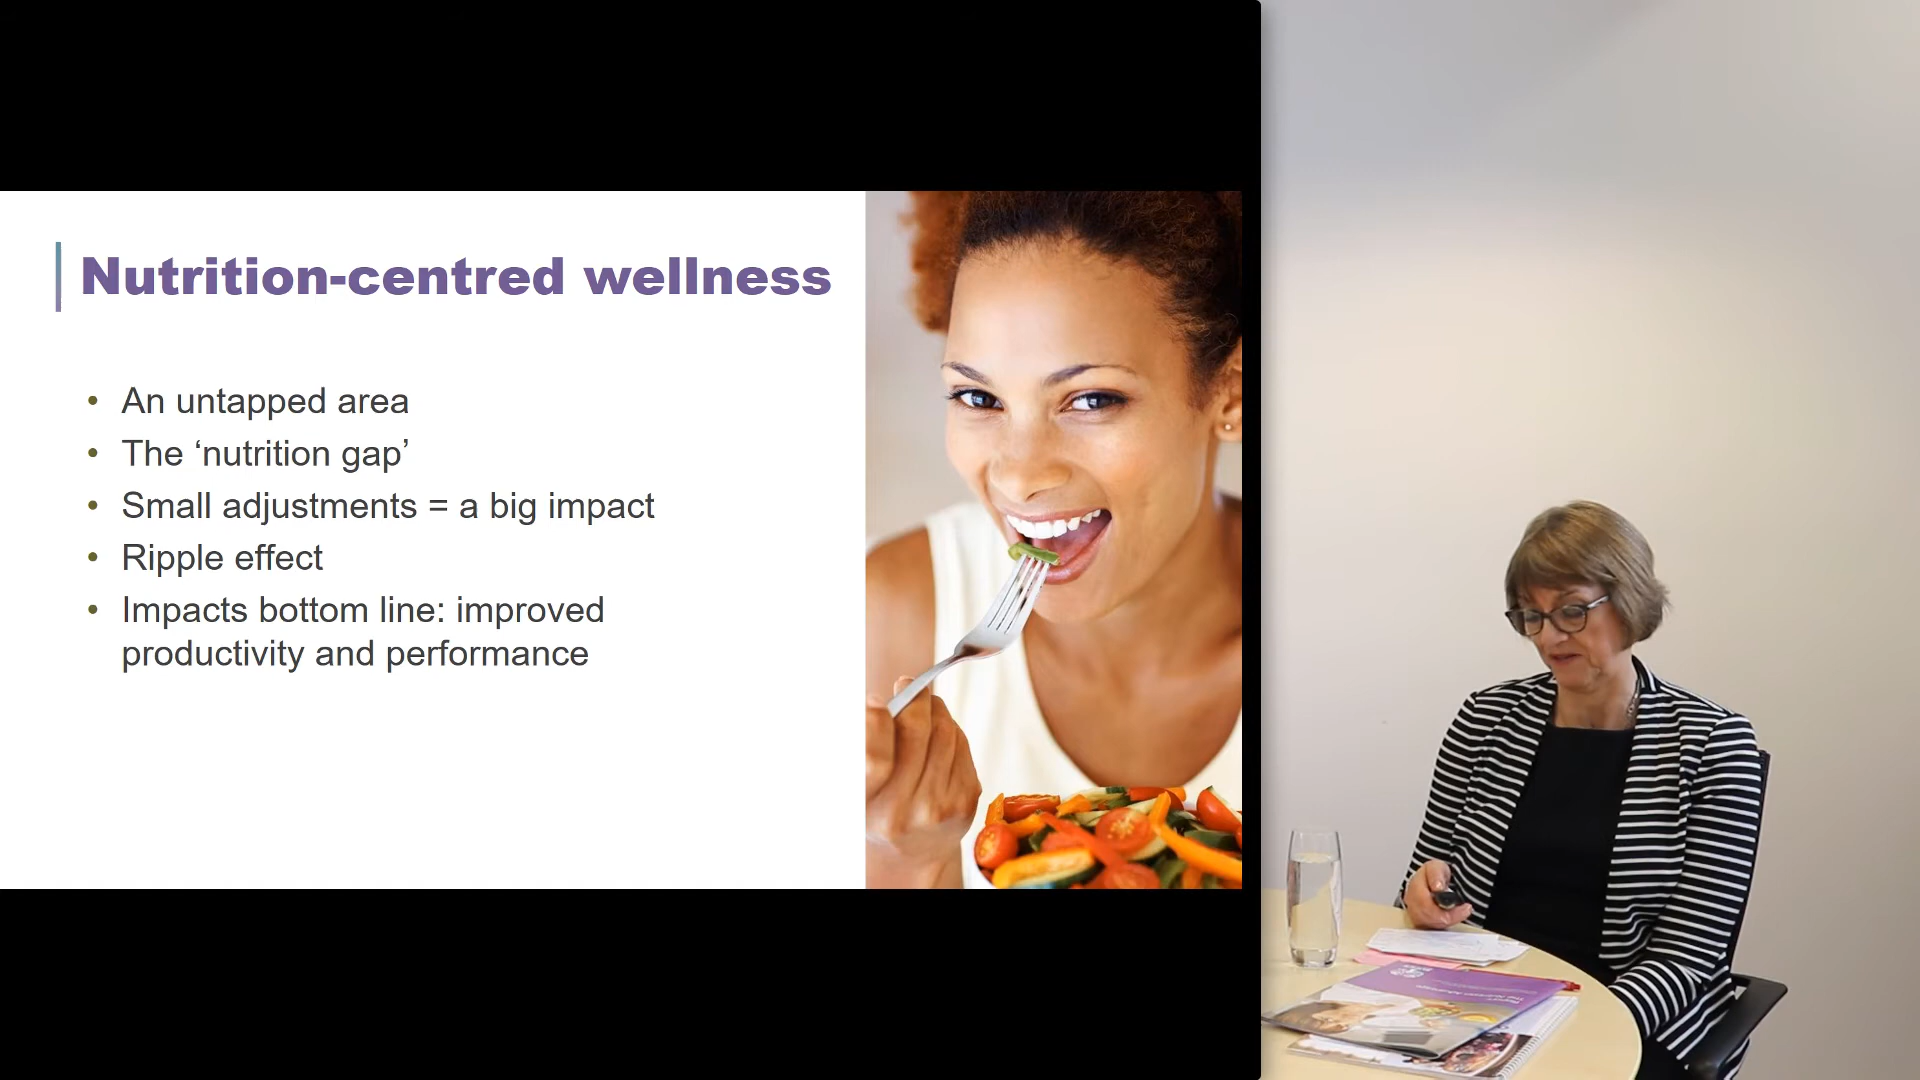 Nutrition-centred wellness
• An untapped area
• The ‘nutrition gap’
• Small adjustments = a big impact
• Ripple effect
• Impacts bottom line: improved
productivity and performance